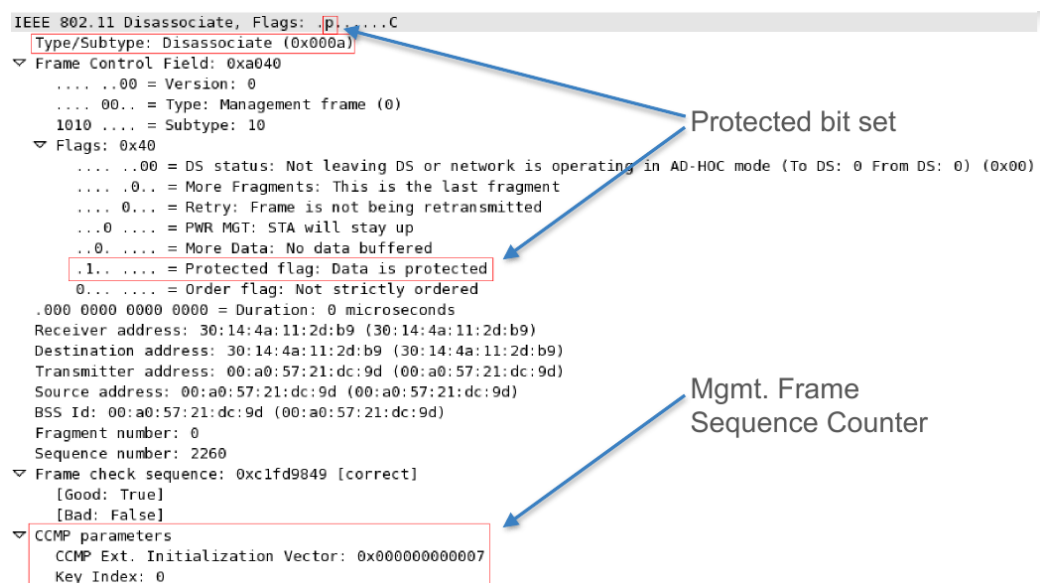 IEEE 802.11 Disassociate, Flags: .p......C
Type/Subtype: Disassociate (0x000a)
Frame Control Field: 0xa040
.... ..00 = Version: 0
.... 00.. = Type: Management frame (0)
1010 .... = Subtype: 10
Flags: 0x40
.... ..00 = DS status: Not leaving DS or network is operating in AD-HOC mode (To DS: 0 From DS: 0) (0x00)
.... .0.. = More Fragments: This is the last fragment
.... 0... = Retry: Frame is not being retransmitted
...0 .... = PWR MGT: STA will stay up
..0. .... = More Data: No data buffered
.1.. .... = Protected flag: Data is protected
0... .... = Order flag: Not strictly ordered
.000 0000 0000 0000 = Duration: 0 microseconds
Receiver address: 30:14:4a:11:2d:b9 (30:14:4a:11:2d:b9)
Destination address: 30:14:4a:11:2d:b9 (30:14:4a:11:2d:b9)
Transmitter address: 00:a0:57:21:dc:9d (00:a0:57:21:dc:9d)
Source address: 00:a0:57:21:dc:9d (00:a0:57:21:dc:9d)
BSS Id: 00:a0:57:21:dc:9d (00:a0:57:21:dc:9d)
Fragment number: 0
Sequence number: 2260
Frame check sequence: 0xc1fd9849 [correct]
[Good: True]
[Bad: False]
CCMP parameters
CCMP Ext. Initialization Vector: 0x000000000007
Key Index: 0
Protected bit set
Mgmt. Frame
Sequence Counter